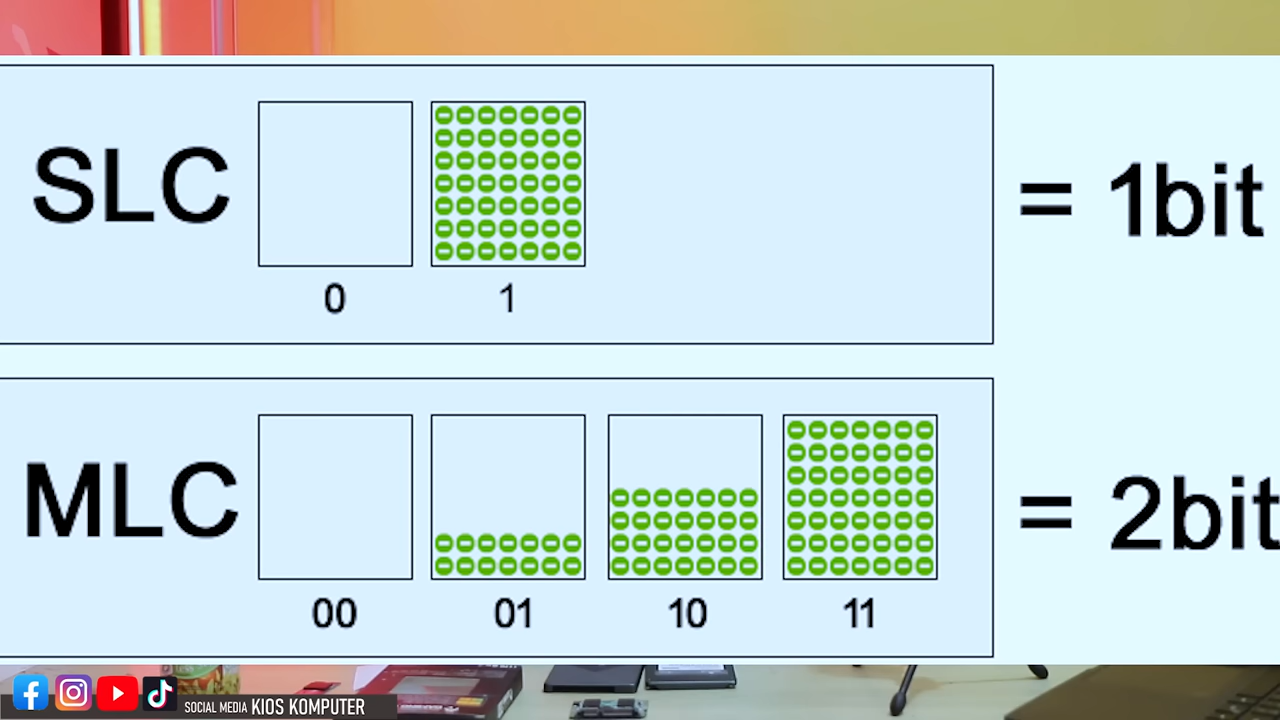 SLC
0
1
= 1bit
MLC
00
01
10
11
= 2bit
SOCIAL MEDIA KIOS KOMPUTER